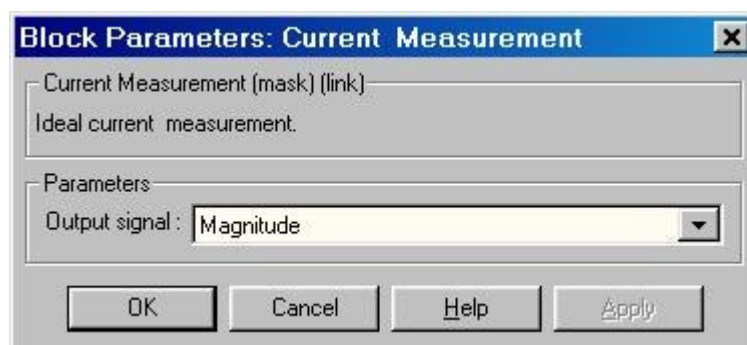 Block Parameters: Current Measurement
Current Measurement (mask) (link)
Ideal current measurement.
Parameters
Output signal : Magnitude
OK Cancel Help Apply